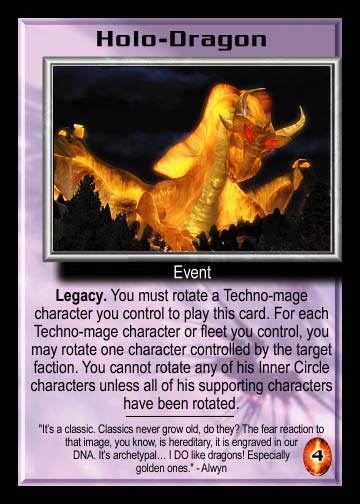 Holo-Dragon
Event
Legacy. You must rotate a Techno-mage
character you control to play this card. For each
Techno-mage character or fleet you control, you
may rotate one character controlled by the target
faction. You cannot rotate any of his Inner Circle
characters unless all of his supporting characters
have been rotated.
"It's a classic. Classics never grow old, do they? The fear reaction to
that image, you know, is hereditary, it is engraved in our
DNA. It's archetypal... I DO like dragons! Especially
golden ones." - Alwyn
4